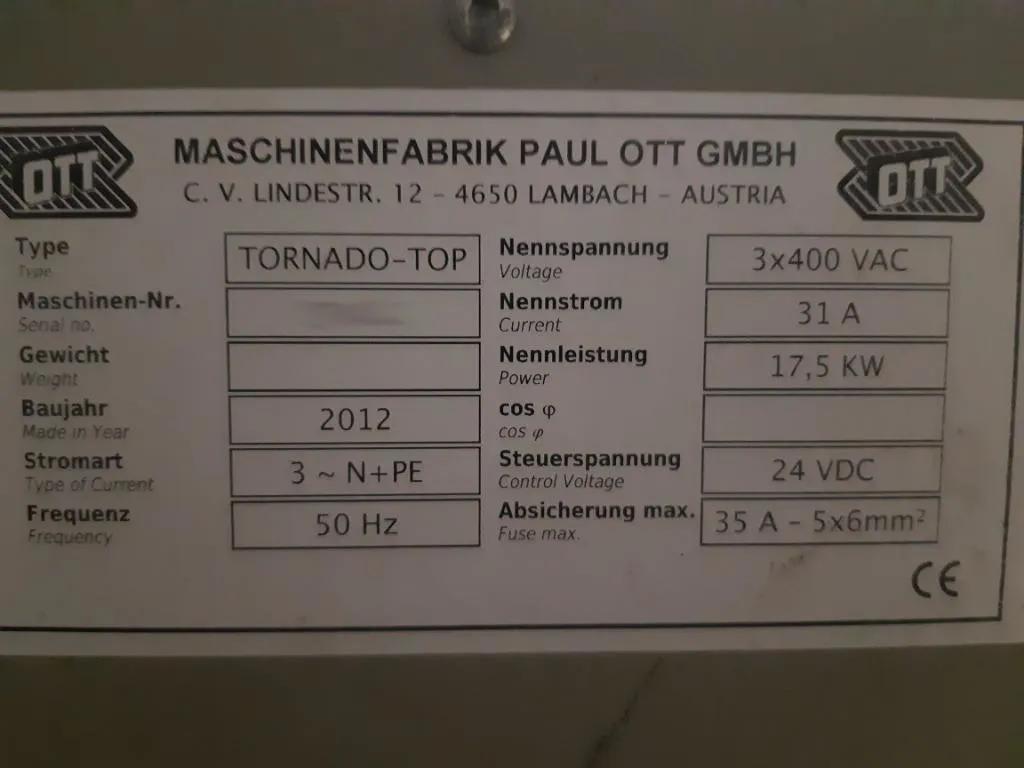 OTT
MASCHINENFABRIK PAUL OTT GMBH
OTT
C. V. LINDESTR. 12 - 4650 LAMBACH - AUSTRIA
Type TORNADO-TOP Nennspannung 3x400 VAC
Type Voltage
Maschinen-Nr. Nennstrom 31 A
Serial no. Current
Gewicht Nennleistung 17,5 KW
Weight Power
Baujahr 2012 cos φ
Made in Year cos φ
Stromart 3 ~ N+PE Steuerspannung 24 VDC
Type of Current Control Voltage
Frequenz 50 Hz Absicherung max. 35 A - 5x6mm²
Frequency Fuse max.
CE